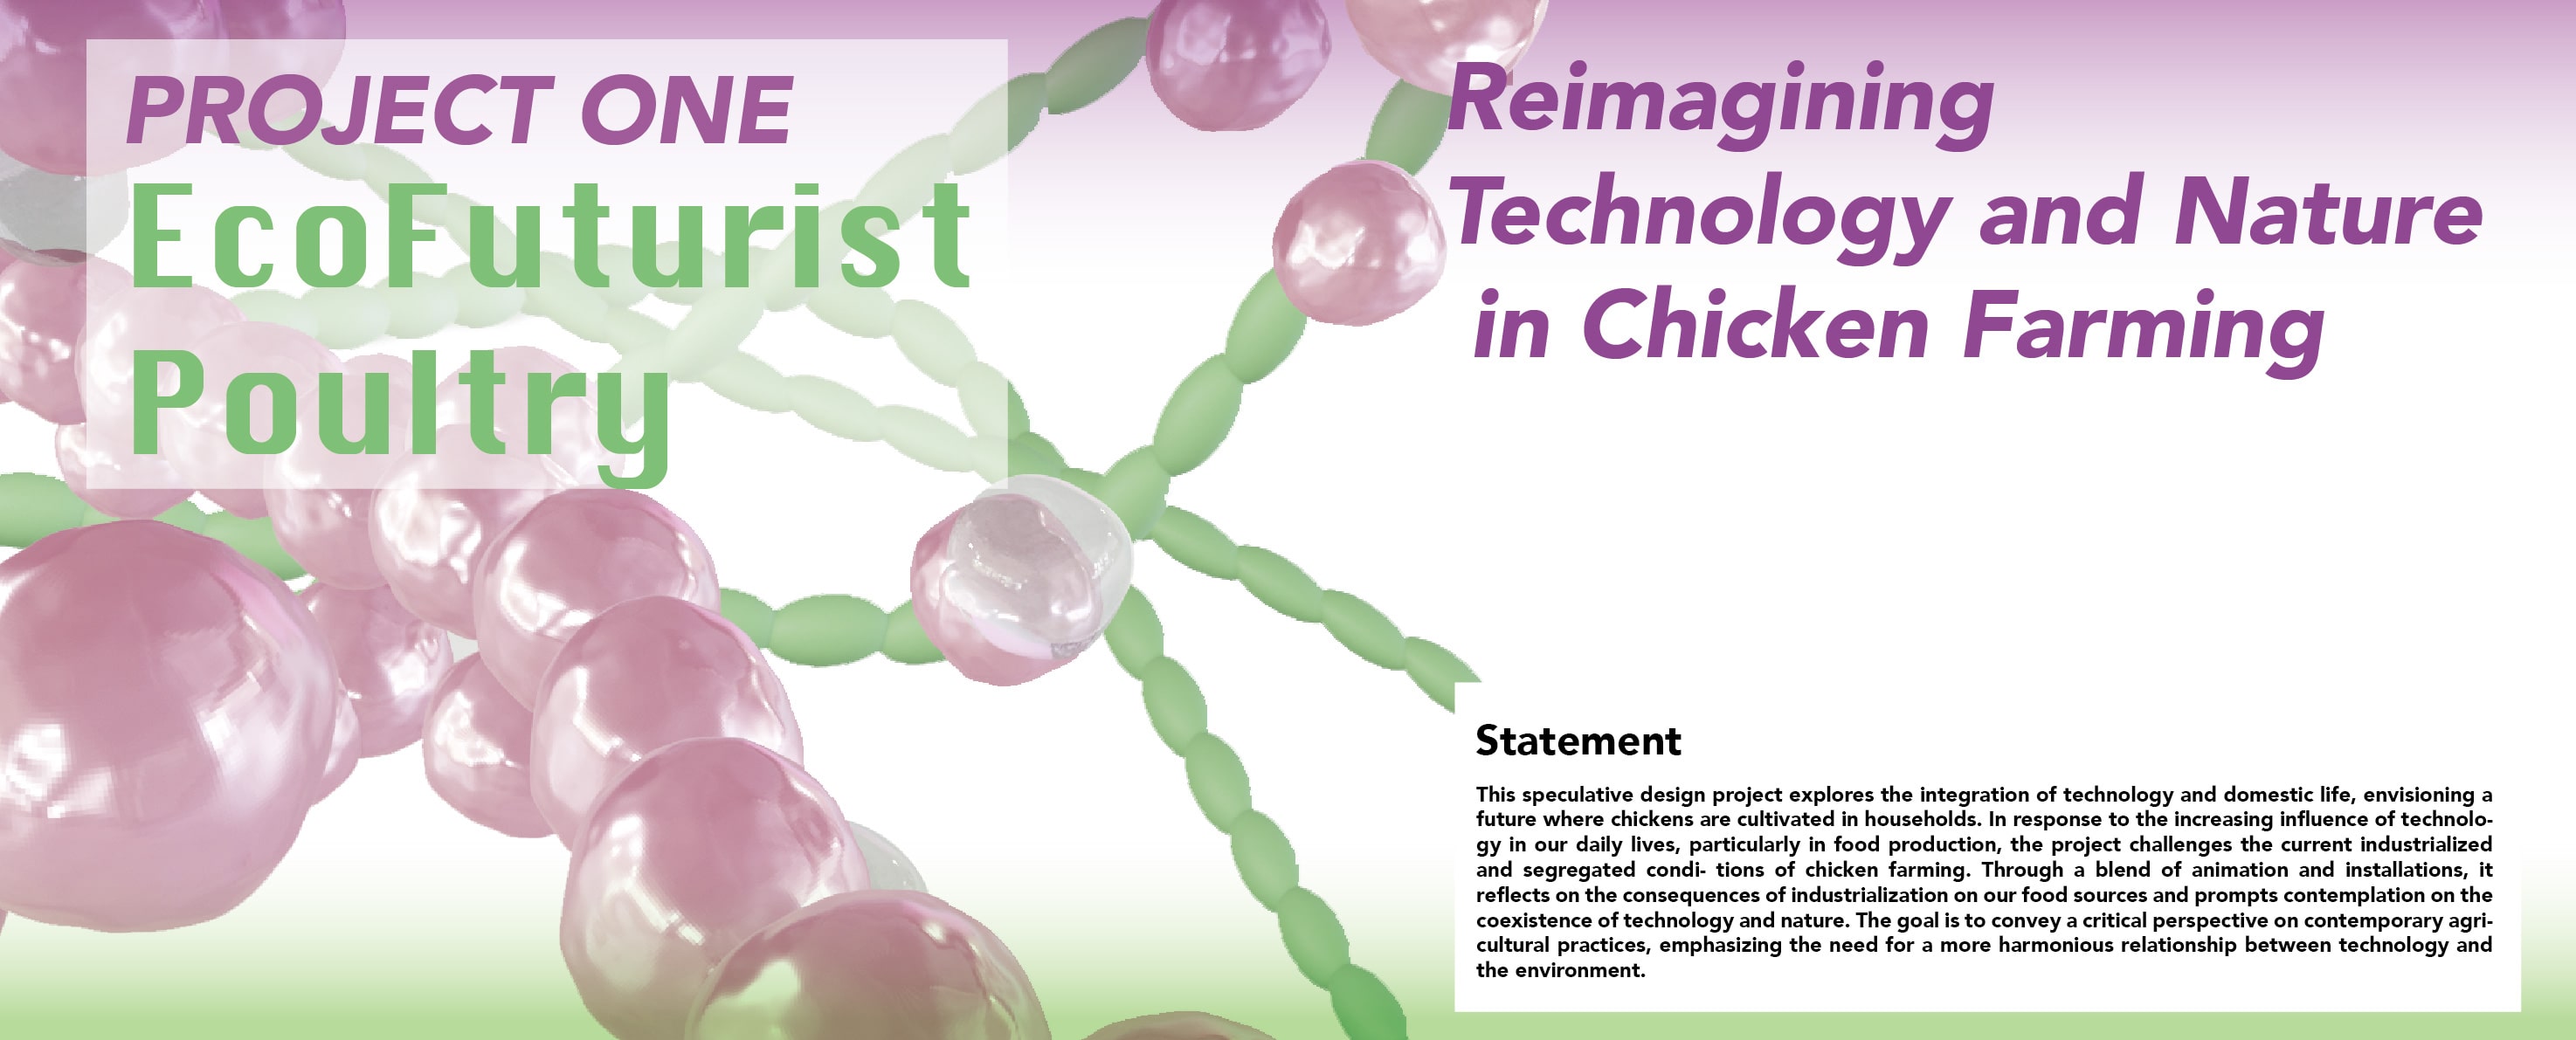 PROJECT ONE
EcoFuturist
Poultry
Reimagining
Technology and Nature
in Chicken Farming
Statement
This speculative design project explores the integration of technology and domestic life, envisioning a
future where chickens are cultivated in households. In response to the increasing influence of technolo-
gy in our daily lives, particularly in food production, the project challenges the current industrialized
and segregated condi- tions of chicken farming. Through a blend of animation and installations, it
reflects on the consequences of industrialization on our food sources and prompts contemplation on the
coexistence of technology and nature. The goal is to convey a critical perspective on contemporary agri-
cultural practices, emphasizing the need for a more harmonious relationship between technology and
the environment.